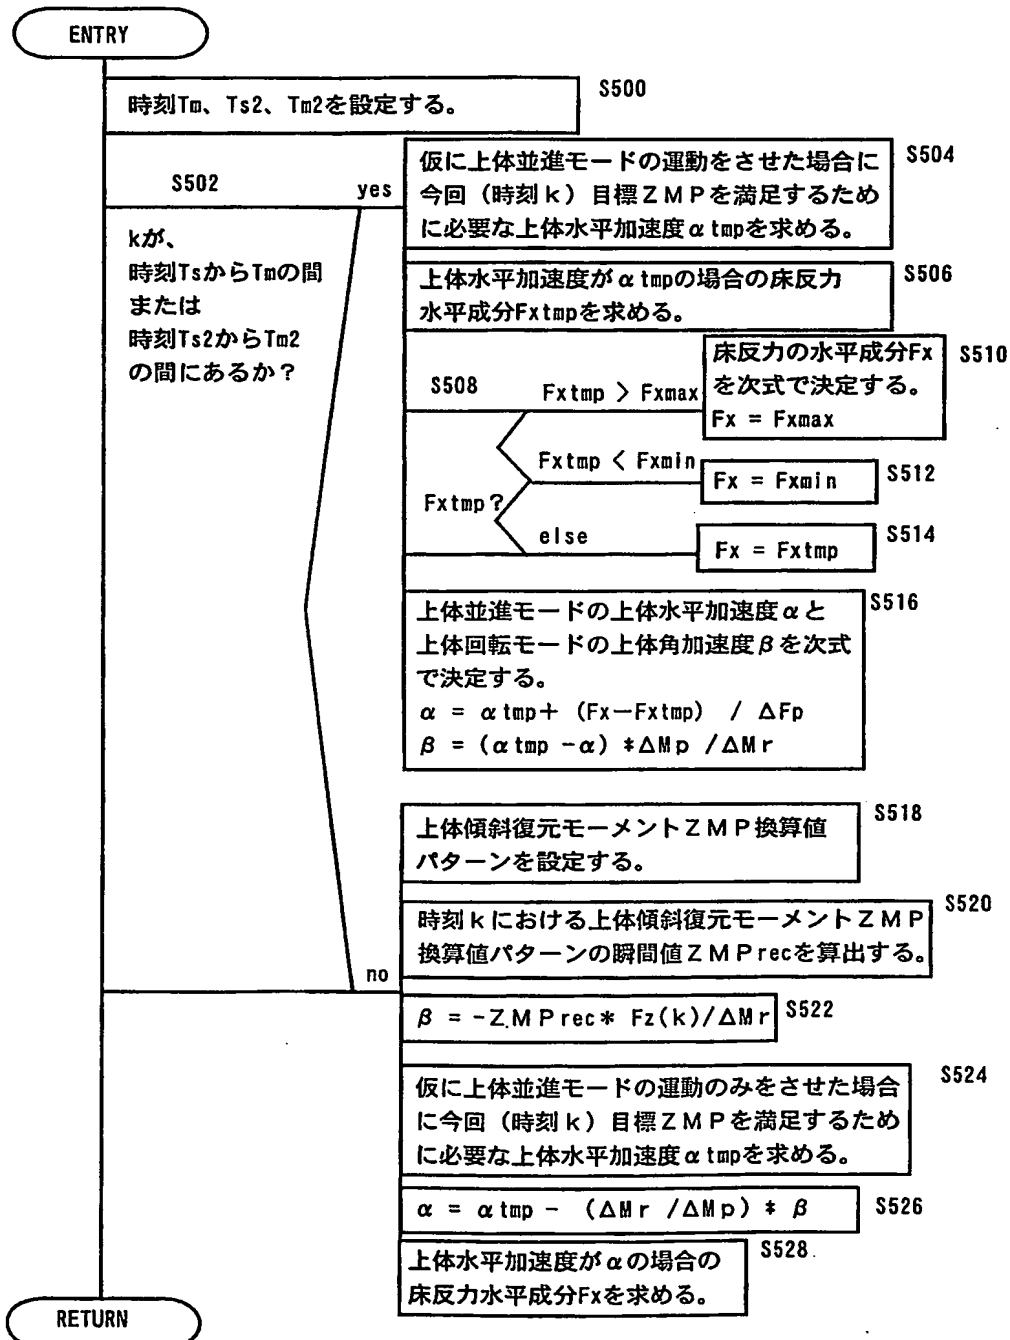 ENTRY
時刻Tm、Ts2、Tm2を設定する。
S500
S502
yes
kが、
時刻TsからTmの間
または
時刻Ts2からTm2
の間にあるか？
仮に上体並進モードの運動をさせた場合に
今回（時刻k）目標ZMPを満足するため
に必要な上体水平加速度αtmpを求める。
S504
上体水平加速度がαtmpの場合の床反力
水平成分Fxtmpを求める。
S506
S508
Fxtmp?
Fxtmp > Fxmax
床反力の水平成分Fx
を次式で決定する。
Fx = Fxmax
S510
Fxtmp < Fxmin
Fx = Fxmin
S512
else
Fx = Fxtmp
S514
上体並進モードの上体水平加速度αと
上体回転モードの上体角加速度βを次式
で決定する。
α = αtmp+ (Fx-Fxtmp) / ΔFp
β = (αtmp -α) *ΔMp /ΔMr
S516
no
上体傾斜復元モーメントZMP換算値
パターンを設定する。
S518
時刻kにおける上体傾斜復元モーメントZMP
換算値パターンの瞬間値ZMPrecを算出する。
S520
β = -ZMPrec* Fz(k)/ΔMr
S522
仮に上体並進モードの運動のみをさせた場合
に今回（時刻k）目標ZMPを満足するため
に必要な上体水平加速度αtmpを求める。
S524
α = αtmp - (ΔMr /ΔMp) * β
S526
上体水平加速度がαの場合の
床反力水平成分Fxを求める。
S528
RETURN